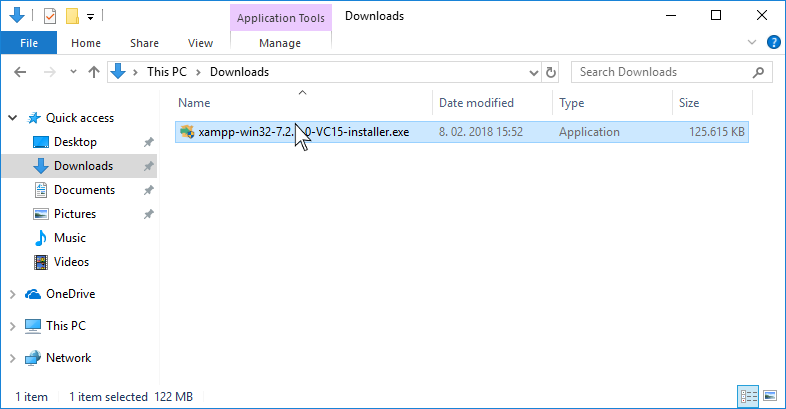 Application Tools Downloads
File Home Share View Manage
This PC Downloads Search Downloads
Name Date modified Type Size
Quick access
xampp-win32-7.2. 0-VC15-installer.exe 8. 02. 2018 15:52 Application 125.615 KB
Desktop
Downloads
Documents
Pictures
Music
Videos
OneDrive
This PC
Network
1 item 1 item selected 122 MB